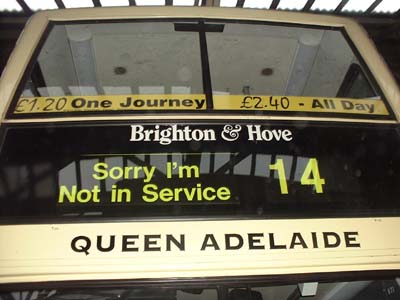 £1.20 One Journey £2.40 - All Day
Brighton & Hove
Sorry I'm
Not in Service 14
QUEEN ADELAIDE